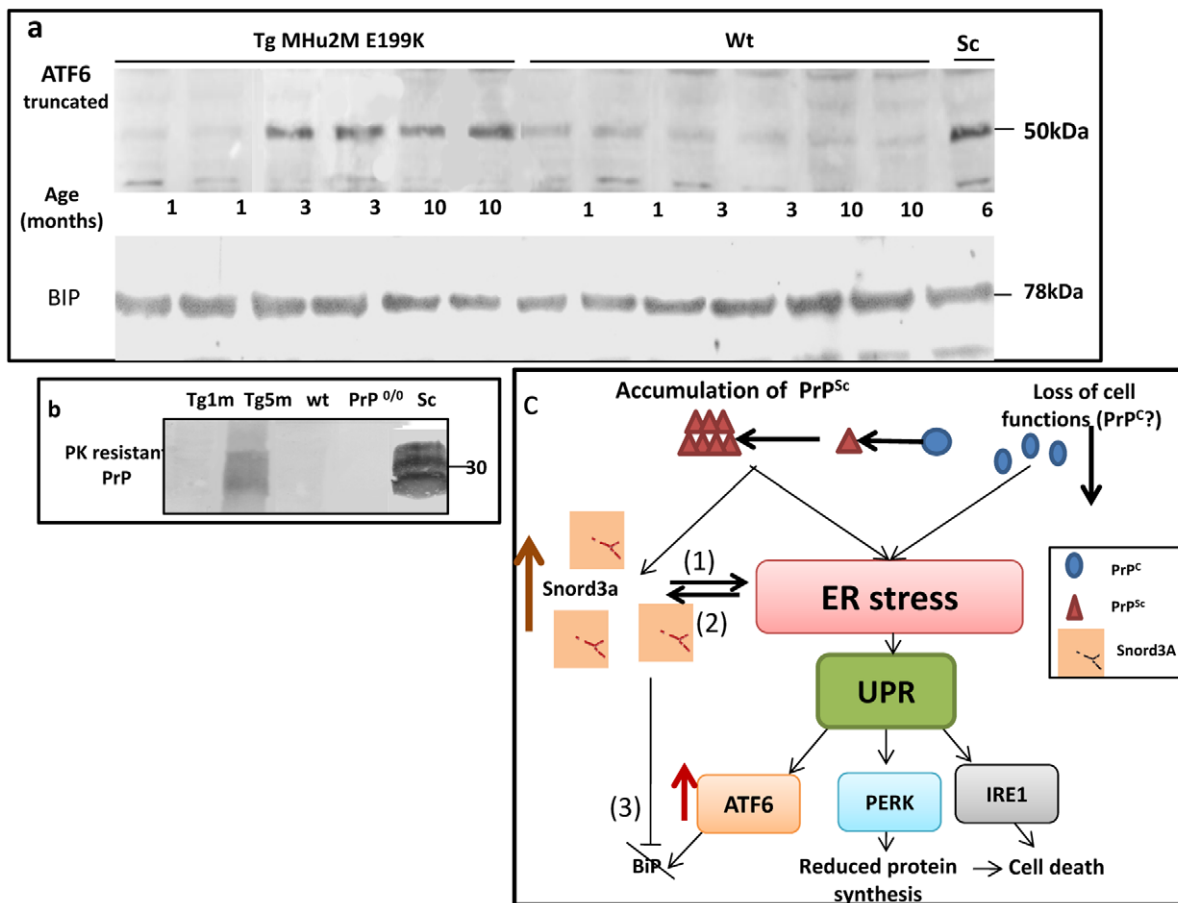 a
Tg MHu2M E199K
Wt
Sc
ATF6
truncated
50kDa
Age
(months)
1 1 3 3 10 10 1 1 3 3 10 10 6
BIP
78kDa
b
Tg1m Tg5m wt PrP 0/0 Sc
PK resistant
PrP
30
C
Accumulation of PrPSc
Loss of cell
functions (PrPC?)
Snord3a
(1)
(2)
ER stress
PrPC
PrPSc
Snord3A
UPR
(3)
ATF6
PERK
IRE1
BiP
Reduced protein
synthesis
Cell death